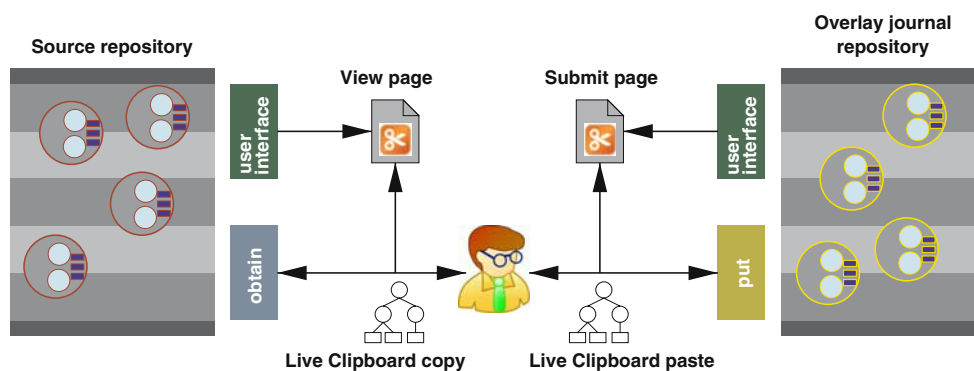 Source repository
Overlay journal
repository
View page
Submit page
user
interface
user
interface
obtain
put
Live Clipboard copy
Live Clipboard paste